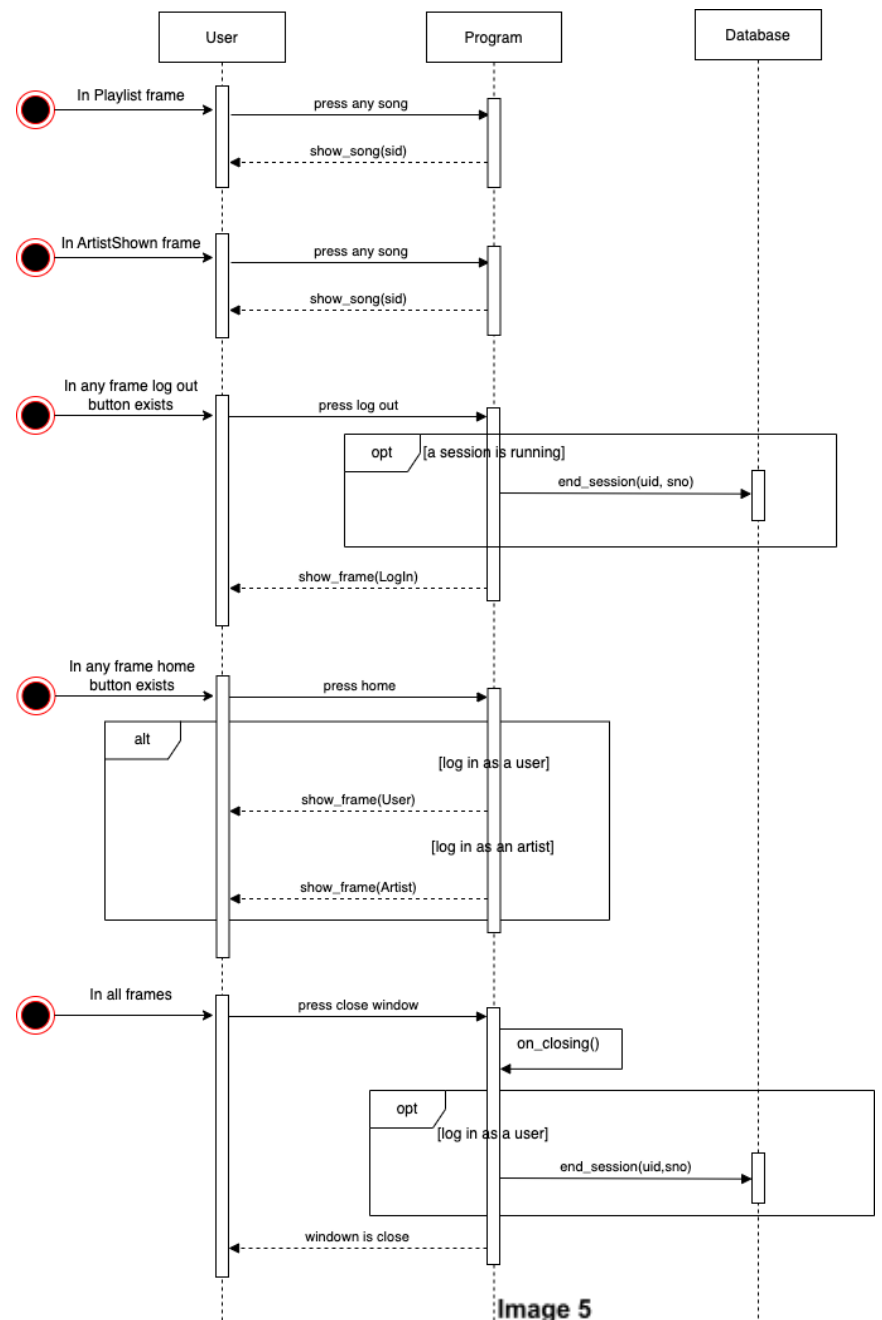 User
Program
Database
In Playlist frame
press any song
show_song(sid)
In ArtistShown frame
press any song
show_song(sid)
In any frame log out
button exists
press log out
opt
[a session is running]
end_session(uid, sno)
show_frame(LogIn)
In any frame home
button exists
press home
alt
[log in as a user]
show_frame(User)
[log in as an artist]
show_frame(Artist)
In all frames
press close window
on_closing()
opt
[log in as a user]
end_session(uid,sno)
windown is close
Image 5